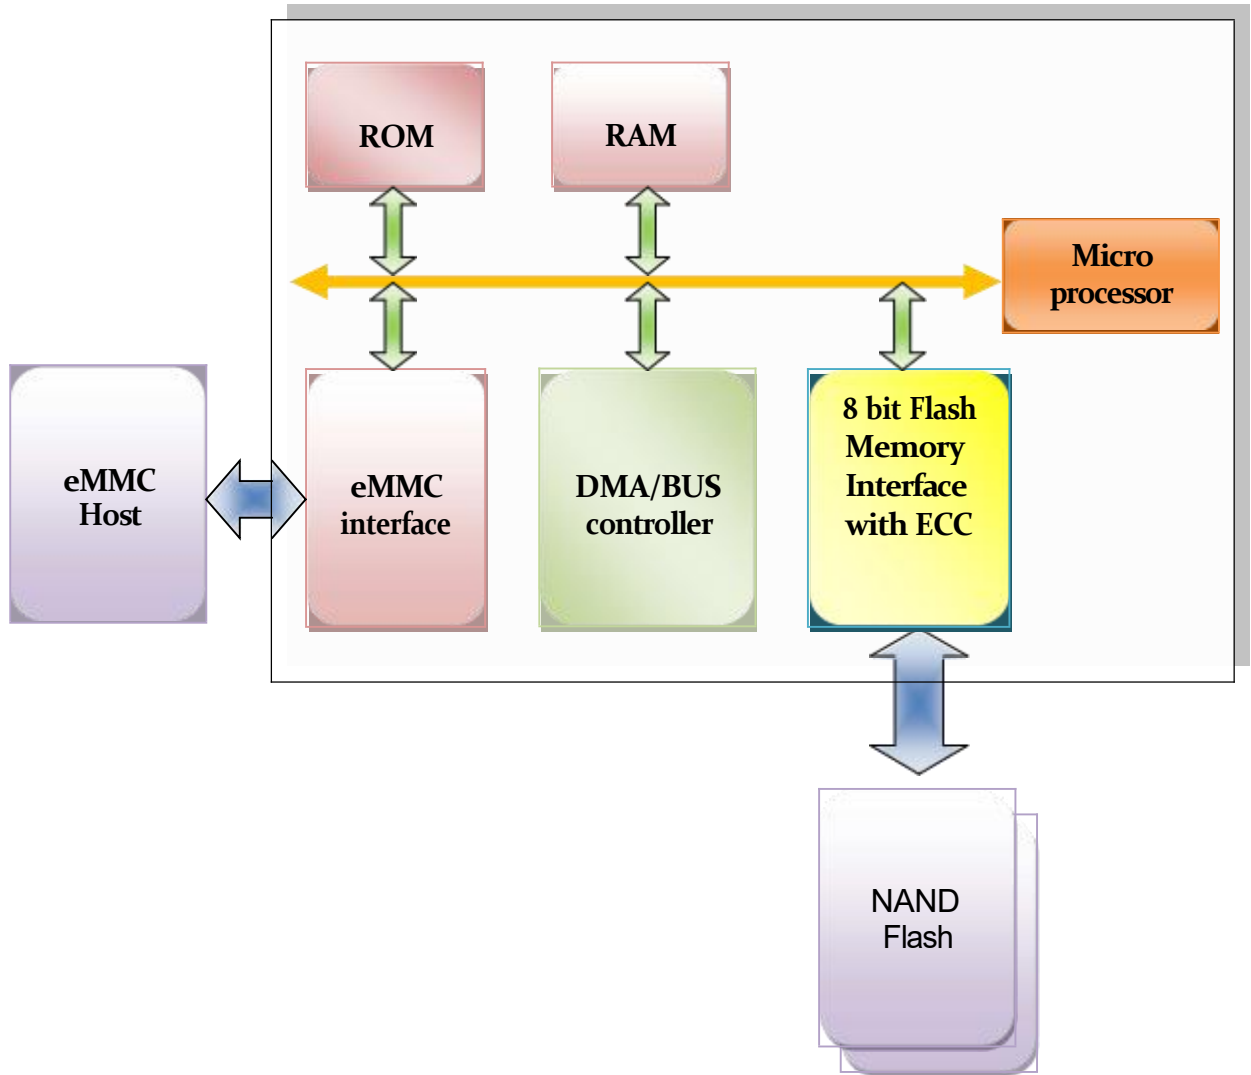 ROM
RAM
Micro
processor
eMMC
Host
eMMC
interface
DMA/BUS
controller
8 bit Flash
Memory
Interface
with ECC
NAND
Flash